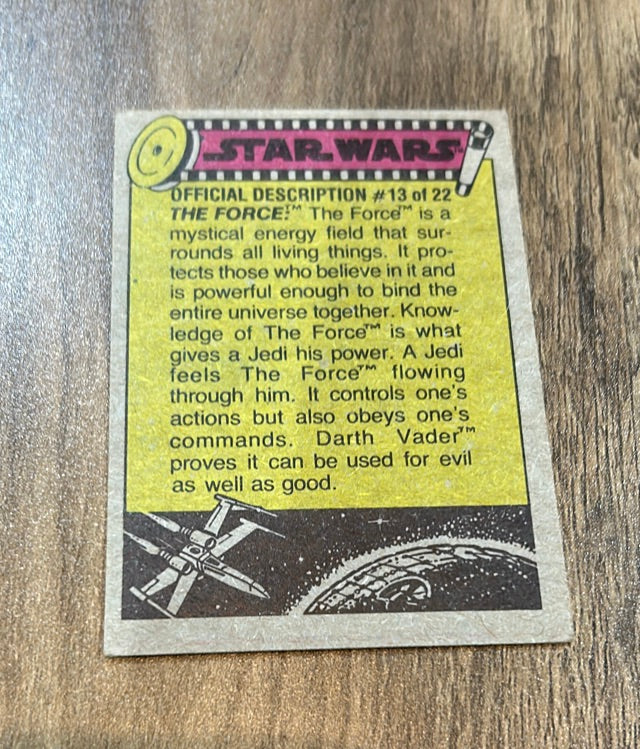 STAR WARS™
OFFICIAL DESCRIPTION #13 of 22
THE FORCE:™ The Force™ is a
mystical energy field that sur-
rounds all living things. It pro-
tects those who believe in it and
is powerful enough to bind the
entire universe together. Know-
ledge of The Force™ is what
gives a Jedi his power. A Jedi
feels The Force™ flowing
through him. It controls one's
actions but also obeys one's
commands. Darth Vader™
proves it can be used for evil
as well as good.